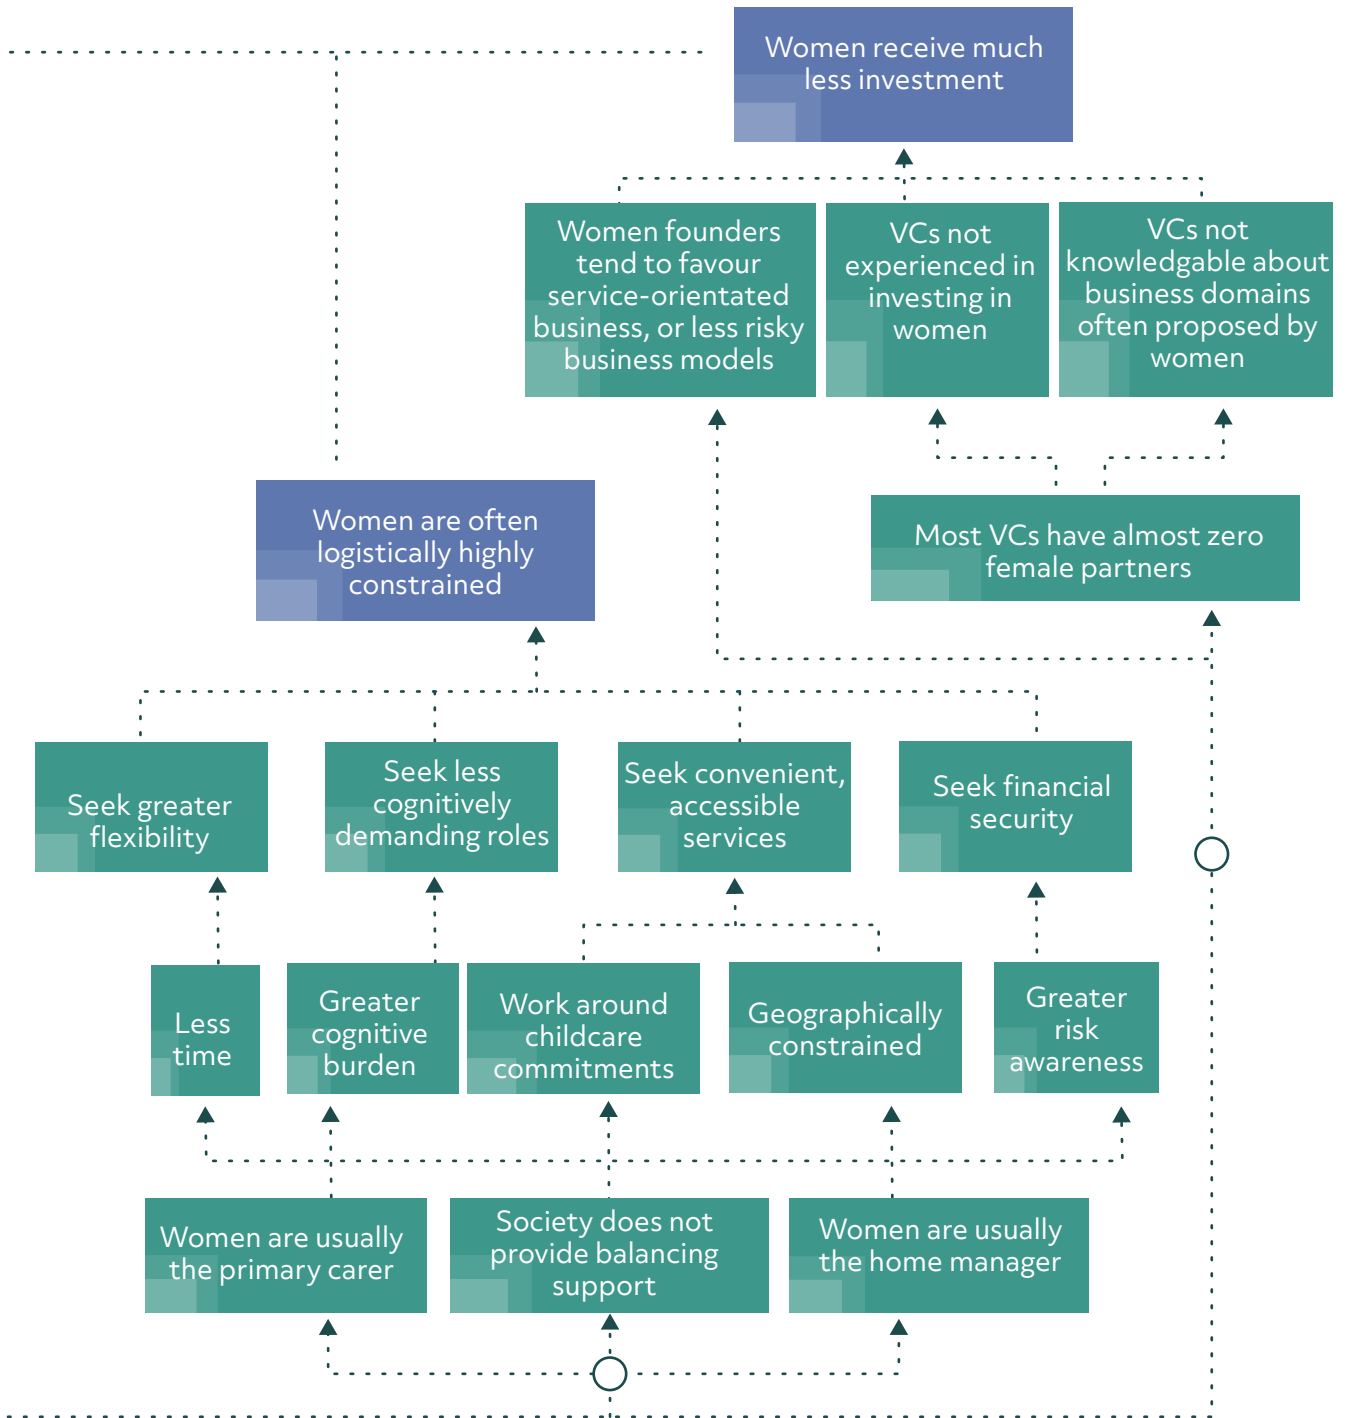 Women receive much
less investment
Women founders
tend to favour
service-orientated
business, or less risky
business models
VCs not
experienced in
investing in
women
VCs not
knowledgable about
business domains
often proposed by
women
Most VCs have almost zero
female partners
Women are often
logistically highly
constrained
Seek greater
flexibility
Seek less
cognitively
demanding roles
Seek convenient,
accessible
services
Seek financial
security
Less
time
Greater
cognitive
burden
Work around
childcare
commitments
Geographically
constrained
Greater
risk
awareness
Women are usually
the primary carer
Society does not
provide balancing
support
Women are usually
the home manager